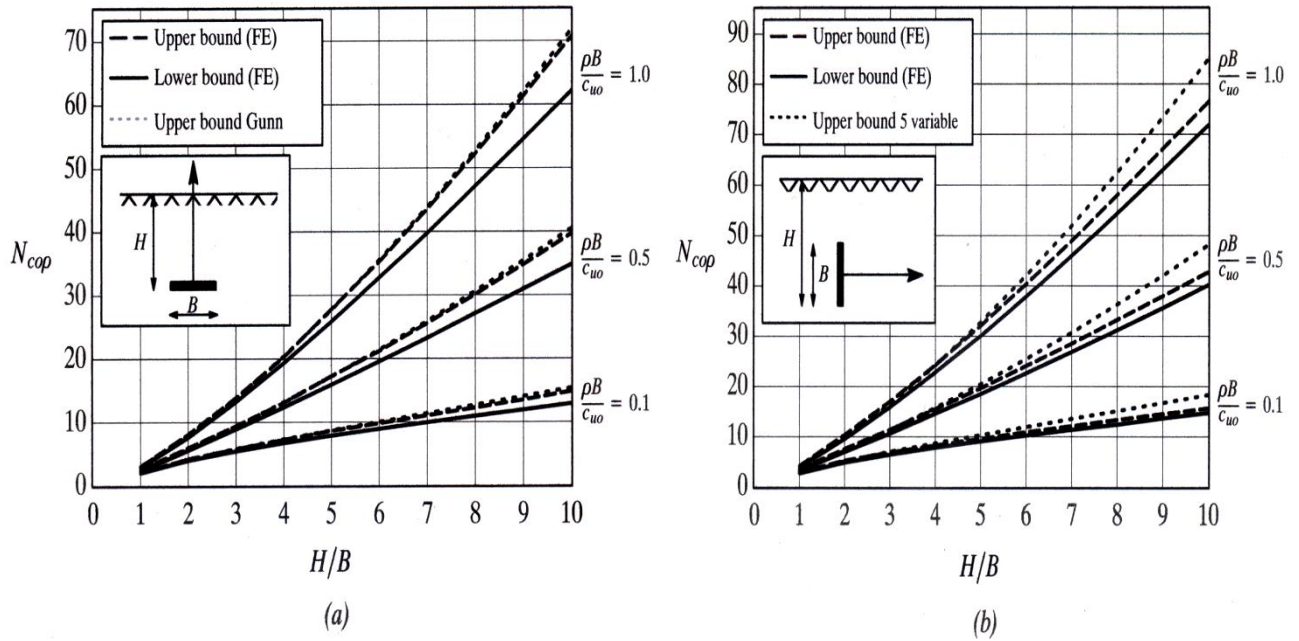 70
60
50
40
30
20
10
0
N_cop
Upper bound (FE)
Lower bound (FE)
Upper bound Gunn
H
B
ρB/c_uo = 1.0
ρB/c_uo = 0.5
ρB/c_uo = 0.1
0 1 2 3 4 5 6 7 8 9 10
H/B
(a)
90
80
70
60
50
40
30
20
10
0
N_cop
Upper bound (FE)
Lower bound (FE)
Upper bound 5 variable
H
B
ρB/c_uo = 1.0
ρB/c_uo = 0.5
ρB/c_uo = 0.1
0 1 2 3 4 5 6 7 8 9 10
H/B
(b)